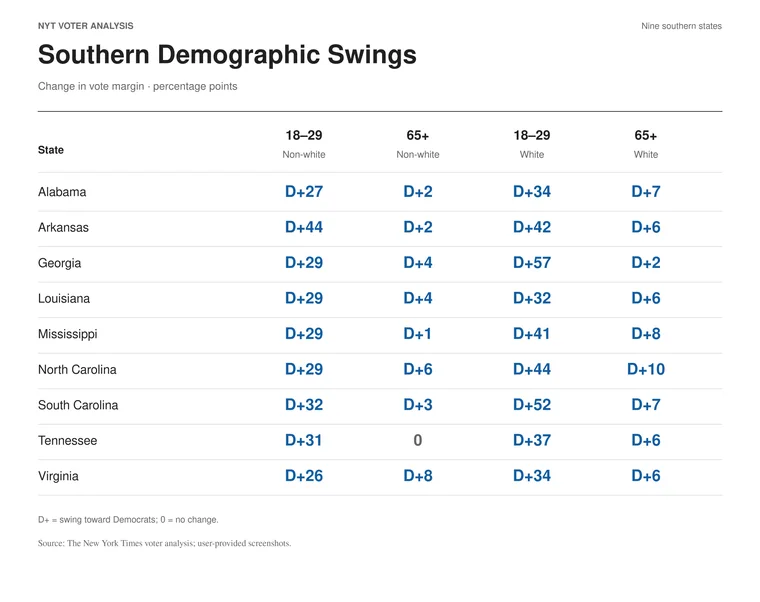 NYT VOTER ANALYSIS Nine southern states
Southern Demographic Swings
Change in vote margin · percentage points
State 18–29 65+ 18–29 65+
Non-white Non-white White White
Alabama D+27 D+2 D+34 D+7
Arkansas D+44 D+2 D+42 D+6
Georgia D+29 D+4 D+57 D+2
Louisiana D+29 D+4 D+32 D+6
Mississippi D+29 D+1 D+41 D+8
North Carolina D+29 D+6 D+44 D+10
South Carolina D+32 D+3 D+52 D+7
Tennessee D+31 0 D+37 D+6
Virginia D+26 D+8 D+34 D+6
D+ = swing toward Democrats; 0 = no change.
Source: The New York Times voter analysis; user-provided screenshots.